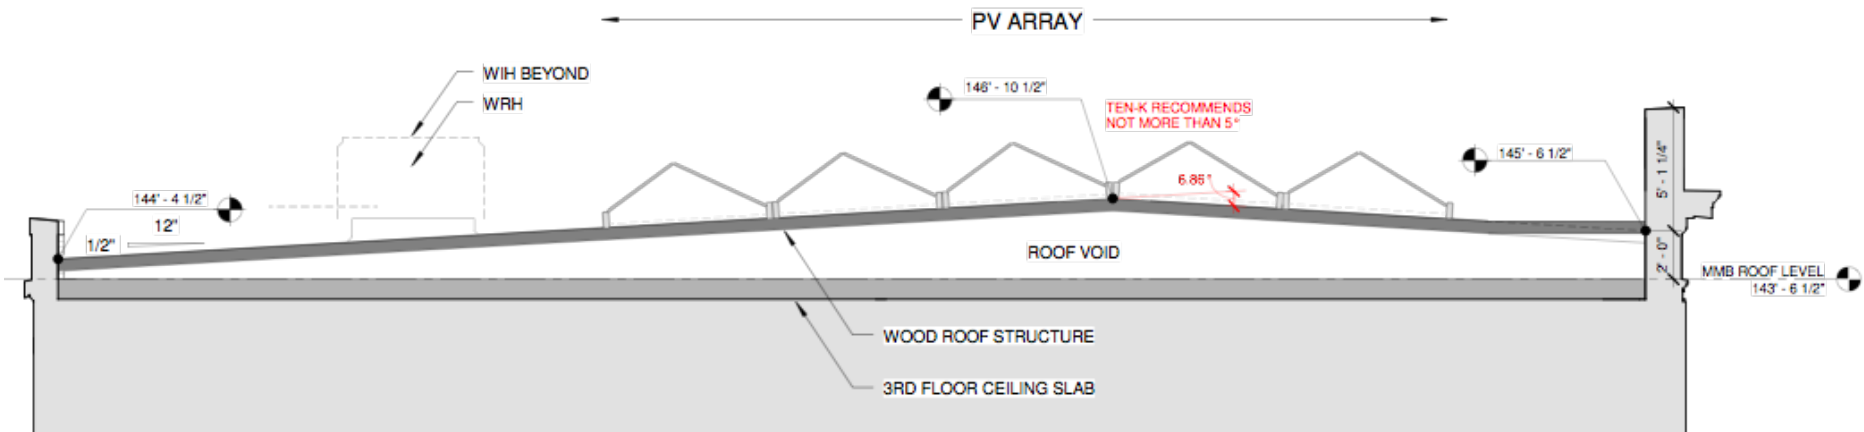 PV ARRAY
WIH BEYOND
WRH
146' - 10 1/2"
TEN-K RECOMMENDS
NOT MORE THAN 5°
145' - 6 1/2"
5' - 1 1/4"
6.86°
144' - 4 1/2"
12"
1/2"
ROOF VOID
2' - 0"
MMB ROOF LEVEL
143' - 6 1/2"
WOOD ROOF STRUCTURE
3RD FLOOR CEILING SLAB